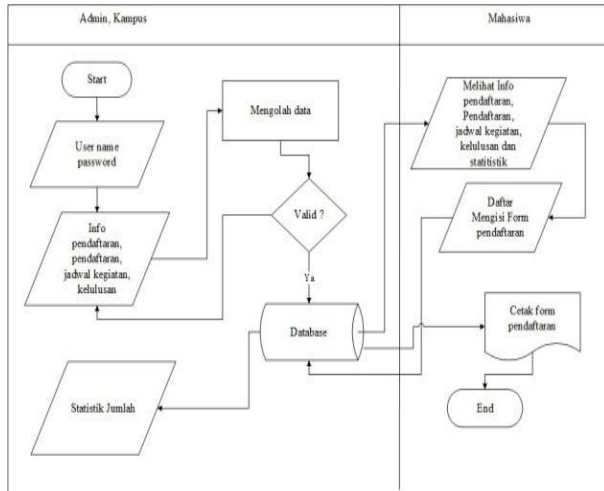 Admin, Kampus
Mahasiwa
Start
User name
password
Info
pendaftaran,
pendaftaran,
jadwal kegiatan,
kelulusan
Mengolah data
Valid ?
Ya
Database
Statistik Jumlah
Melihat Info
pendaftaran,
Pendaftaran,
jadwal kegiatan,
kelulusan dan
statitistik
Daftar
Mengisi Form
pendaftaran
Cetak form
pendaftaran
End